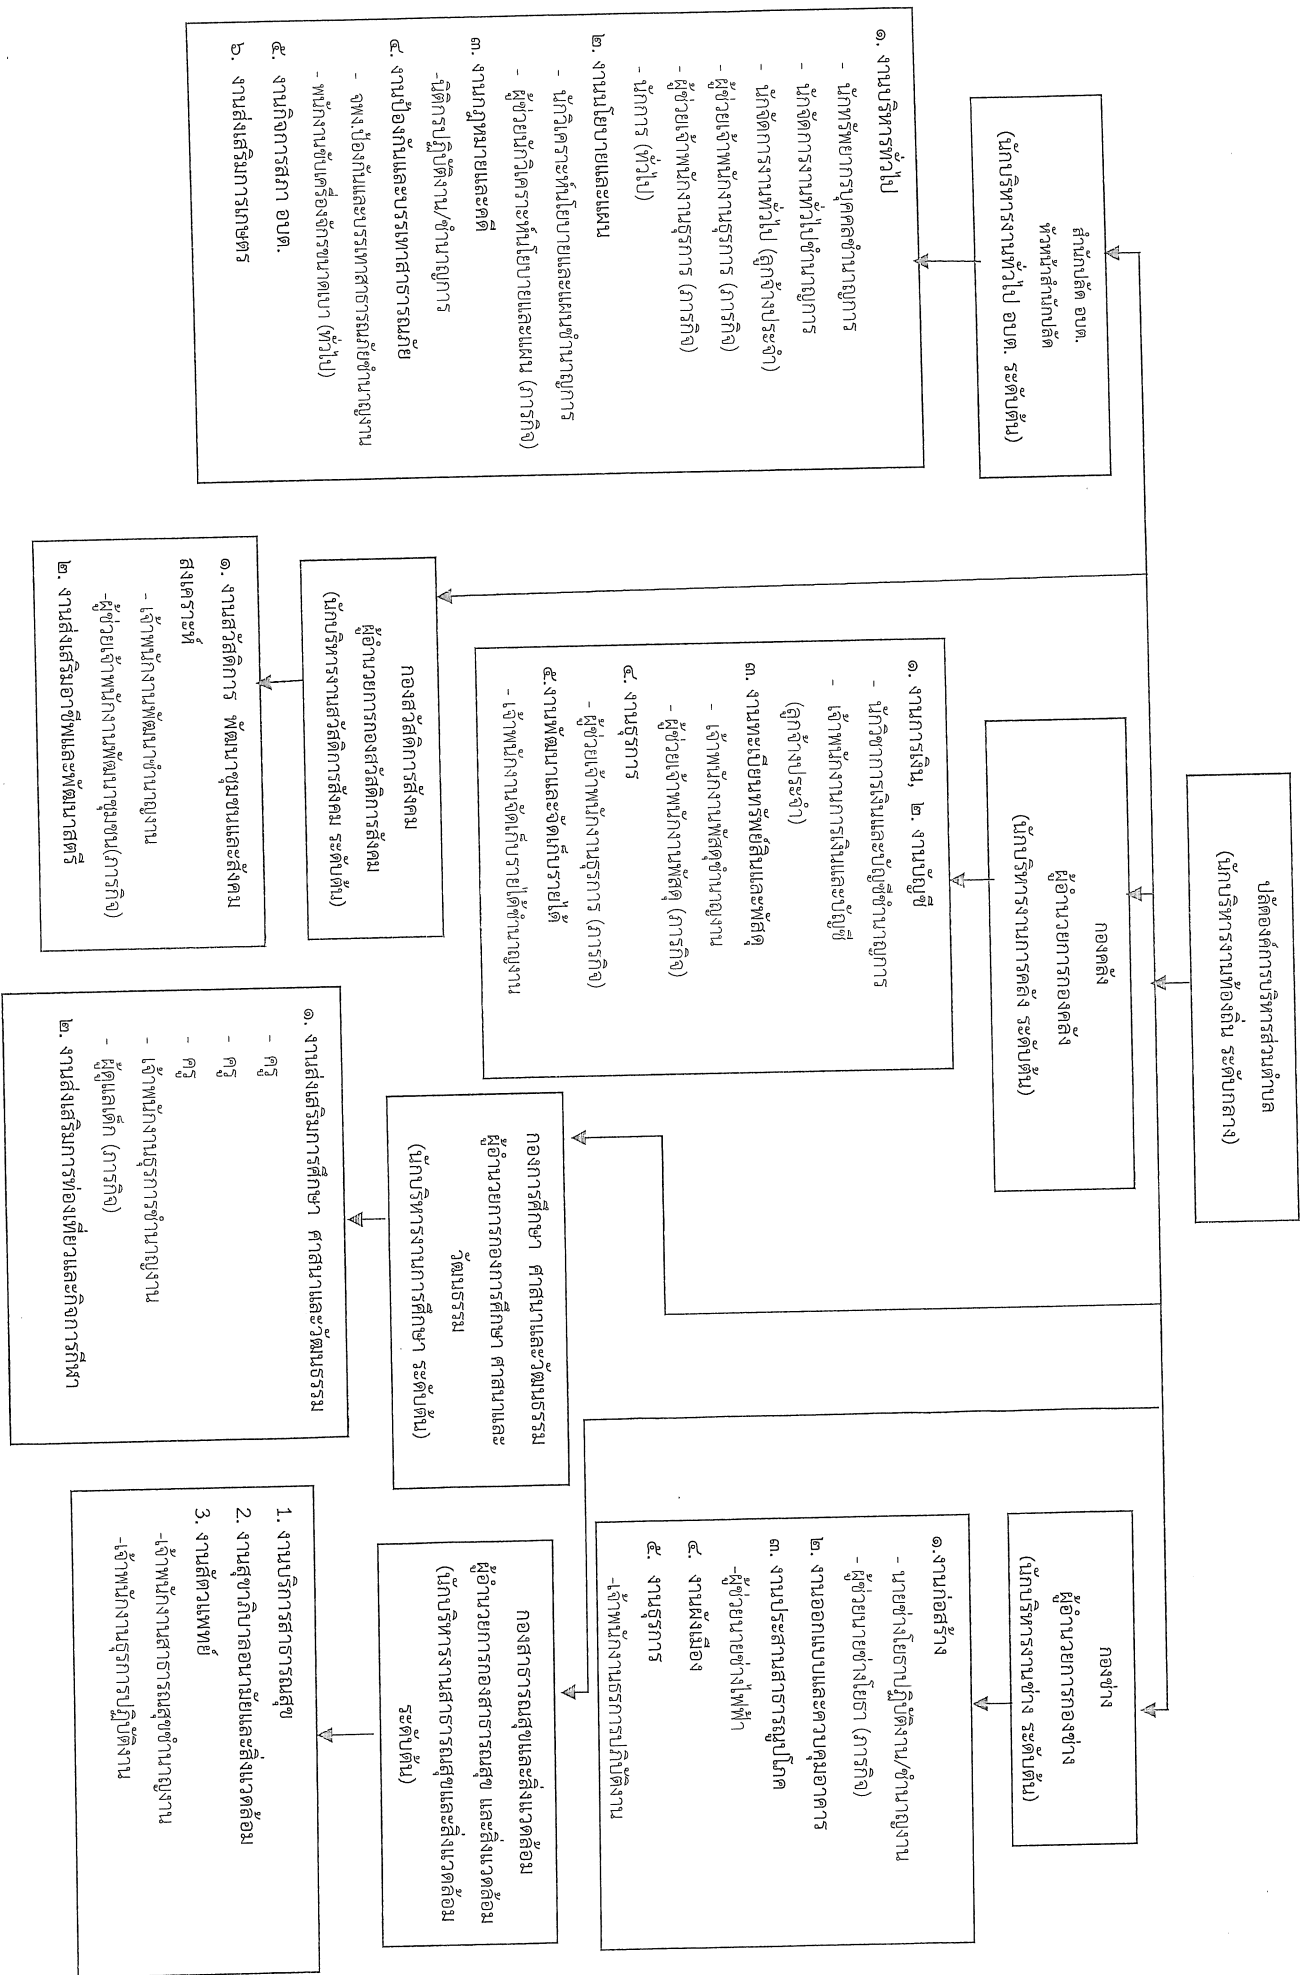 ปลัดองค์การบริหารส่วนตำบล
(นักบริหารงานท้องถิ่น ระดับกลาง)
สำนักปลัด อบต.
หัวหน้าสำนักปลัด
(นักบริหารงานทั่วไป อบต. ระดับต้น)
๑. งานบริหารทั่วไป
- นักทรัพยากรบุคคลชำนาญการ
- นักจัดการงานทั่วไปชำนาญการ
- นักจัดการงานทั่วไป (ลูกจ้างประจำ)
- ผู้ช่วยเจ้าพนักงานธุรการ (ภารกิจ)
- ผู้ช่วยเจ้าพนักงานธุรการ (ภารกิจ)
- นักการ (ทั่วไป)
๒. งานนโยบายและแผน
- นักวิเคราะห์นโยบายและแผนชำนาญการ
- ผู้ช่วยนักวิเคราะห์นโยบายและแผน (ภารกิจ)
๓. งานกฎหมายและคดี
-นิติกรปฏิบัติงาน/ชำนาญการ
๔. งานป้องกันและบรรเทาสาธารณภัย
- จพง.ป้องกันและบรรเทาสาธารณภัยชำนาญงาน
- พนักงานขับเครื่องจักรขนาดเบา (ทั่วไป)
๕. งานกิจการสภา อบต.
๖. งานส่งเสริมการเกษตร
กองคลัง
ผู้อำนวยการกองคลัง
(นักบริหารงานการคลัง ระดับต้น)
๑. งานการเงิน, ๒. งานบัญชี
- นักวิชาการเงินและบัญชีชำนาญการ
- เจ้าพนักงานการเงินและบัญชี
(ลูกจ้างประจำ)
๓. งานทะเบียนทรัพย์สินและพัสดุ
- เจ้าพนักงานพัสดุชำนาญงาน
- ผู้ช่วยเจ้าพนักงานพัสดุ (ภารกิจ)
๔. งานธุรการ
- ผู้ช่วยเจ้าพนักงานธุรการ (ภารกิจ)
๕.งานพัฒนาและจัดเก็บรายได้
- เจ้าพนักงานจัดเก็บรายได้ชำนาญงาน
กองช่าง
ผู้อำนวยการกองช่าง
(นักบริหารงานช่าง ระดับต้น)
๑.งานก่อสร้าง
- นายช่างโยธาปฏิบัติงาน/ชำนาญงาน
- ผู้ช่วยนายช่างโยธา (ภารกิจ)
๒. งานออกแบบและควบคุมอาคาร
๓. งานประสานสาธารณูปโภค
-ผู้ช่วยนายช่างไฟฟ้า
๔. งานผังเมือง
๕. งานธุรการ
-เจ้าพนักงานธุรการปฏิบัติงาน
กองสวัสดิการสังคม
ผู้อำนวยการกองสวัสดิการสังคม
(นักบริหารงานสวัสดิการสังคม ระดับต้น)
๑. งานสวัสดิการ พัฒนาชุมชนและสังคม
สงเคราะห์
- เจ้าพนักงานพัฒนาชำนาญงาน
-ผู้ช่วยเจ้าพนักงานพัฒนาชุมชน(ภารกิจ)
๒. งานส่งเสริมอาชีพและพัฒนาสตรี
กองการศึกษา ศาสนาและวัฒนธรรม
ผู้อำนวยการกองการศึกษา ศาสนาและ
วัฒนธรรม
(นักบริหารงานการศึกษา ระดับต้น)
๑. งานส่งเสริมการศึกษา ศาสนาและวัฒนธรรม
- ครู
- ครู
- ครู
- เจ้าพนักงานธุรการชำนาญงาน
- ผู้ดูแลเด็ก (ภารกิจ)
๒. งานส่งเสริมการท่องเที่ยวและกิจการกีฬา
กองสาธารณสุขและสิ่งแวดล้อม
ผู้อำนวยการกองสาธารณสุข และสิ่งแวดล้อม
(นักบริหารงานสาธารณสุขและสิ่งแวดล้อม
ระดับต้น)
1. งานบริการสาธารณสุข
2. งานสุขาภิบาลอนามัยและสิ่งแวดล้อม
3. งานสัตวแพทย์
-เจ้าพนักงานสาธารณสุขชำนาญงาน
-เจ้าพนักงานธุรการปฏิบัติงาน